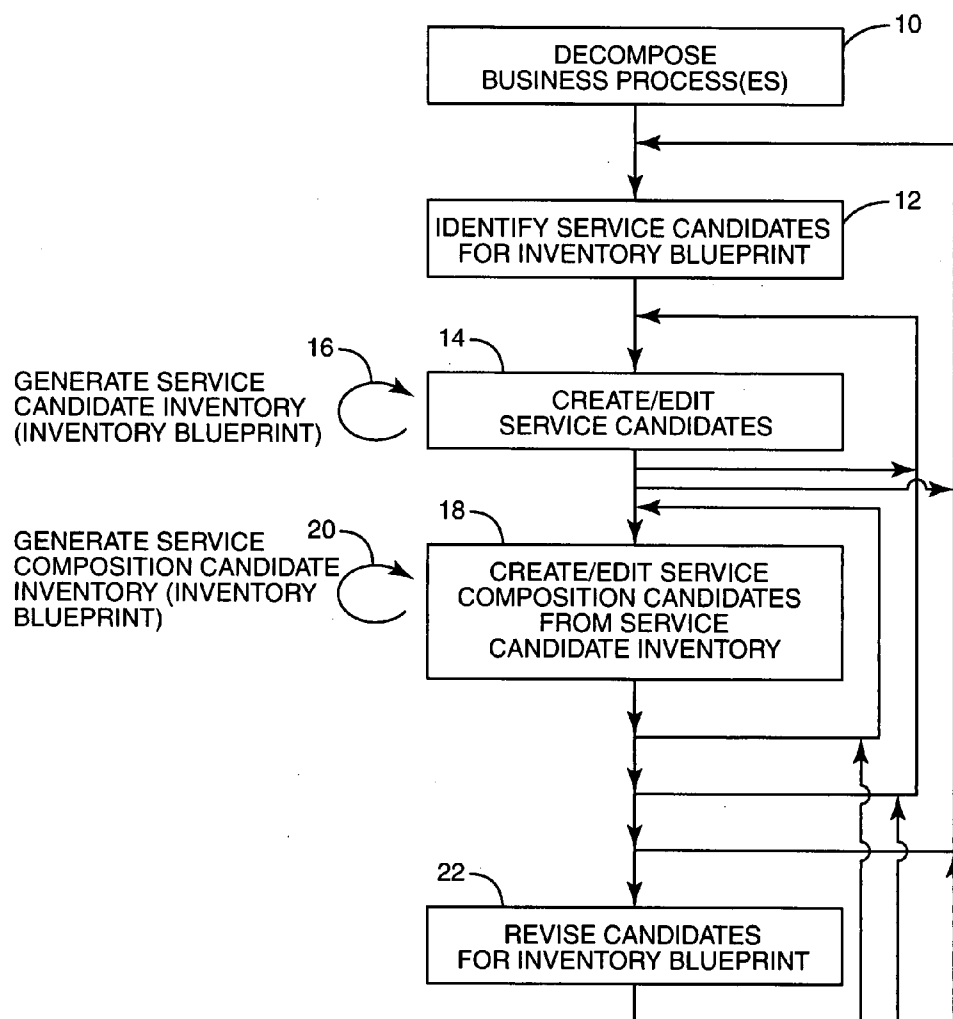 10
DECOMPOSE
BUSINESS PROCESS(ES)
12
IDENTIFY SERVICE CANDIDATES
FOR INVENTORY BLUEPRINT
16
14
GENERATE SERVICE
CANDIDATE INVENTORY
(INVENTORY BLUEPRINT)
CREATE/EDIT
SERVICE CANDIDATES
20
18
GENERATE SERVICE
COMPOSITION CANDIDATE
INVENTORY (INVENTORY
BLUEPRINT)
CREATE/EDIT SERVICE
COMPOSITION CANDIDATES
FROM SERVICE
CANDIDATE INVENTORY
22
REVISE CANDIDATES
FOR INVENTORY BLUEPRINT